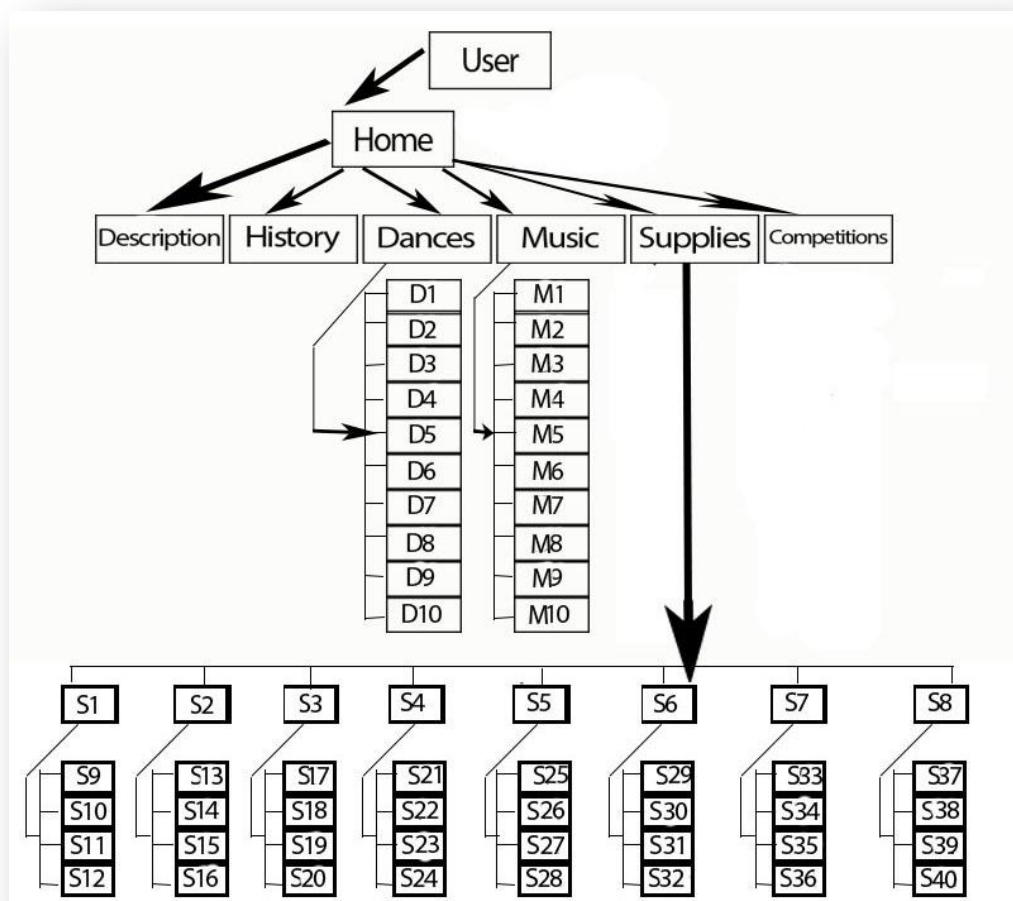 User
Home
Description History Dances Music Supplies Competitions
D1 M1
D2 M2
D3 M3
D4 M4
D5 M5
D6 M6
D7 M7
D8 M8
D9 M9
D10 M10
S1 S2 S3 S4 S5 S6 S7 S8
S9 S13 S17 S21 S25 S29 S33 S37
S10 S14 S18 S22 S26 S30 S34 S38
S11 S15 S19 S23 S27 S31 S35 S39
S12 S16 S20 S24 S28 S32 S36 S40